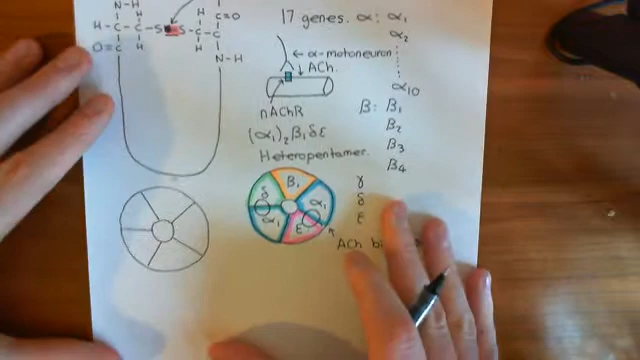 N-H
H
H-C-C-S S-C-C
H
C=O
O=C
H
H
N-H
17 genes. α: α1
α2
α10
← α-motoneuron
↓ ACh.
nAChR
(α1)2 β1 δ ε
Heteropentamer.
β: β1
β2
β3
β4
γ
δ
ε
β1
δ
α1
α1
ε
ACh